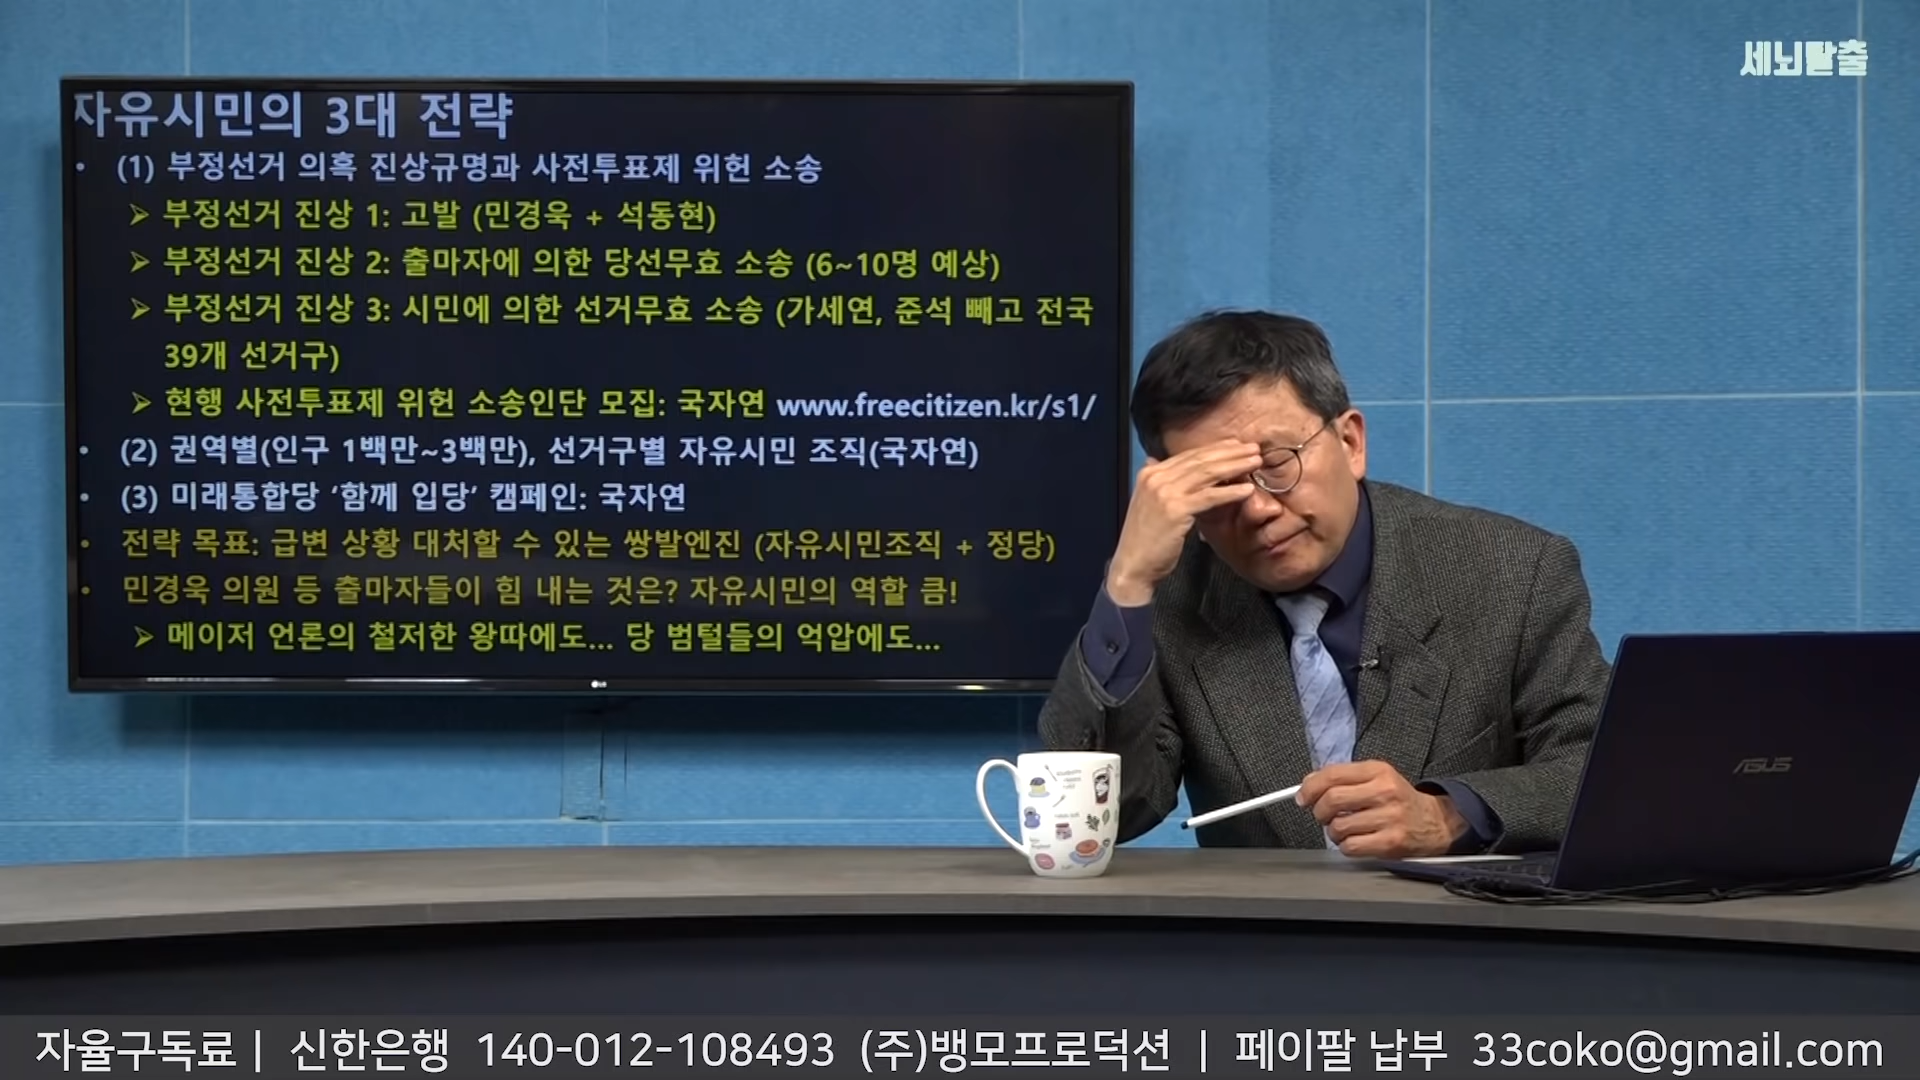 세뇌탈출
자유시민의 3대 전략
• (1) 부정선거 의혹 진상규명과 사전투표제 위헌 소송
➢ 부정선거 진상 1: 고발 (민경욱 + 석동현)
➢ 부정선거 진상 2: 출마자에 의한 당선무효 소송 (6~10명 예상)
➢ 부정선거 진상 3: 시민에 의한 선거무효 소송 (가세연, 준석 빼고 전국
39개 선거구)
➢ 현행 사전투표제 위헌 소송인단 모집: 국자연 www.freecitizen.kr/s1/
• (2) 권역별(인구 1백만~3백만), 선거구별 자유시민 조직(국자연)
• (3) 미래통합당 ‘함께 입당‘ 캠페인: 국자연
• 전략 목표: 급변 상황 대처할 수 있는 쌍발엔진 (자유시민조직 + 정당)
• 민경욱 의원 등 출마자들이 힘 내는 것은? 자유시민의 역할 큼!
➢ 메이저 언론의 철저한 왕따에도... 당 범털들의 억압에도...
LG
ASUS
자율구독료 | 신한은행 140-012-108493 (주)뱅모프로덕션 | 페이팔 납부 33coko@gmail.com